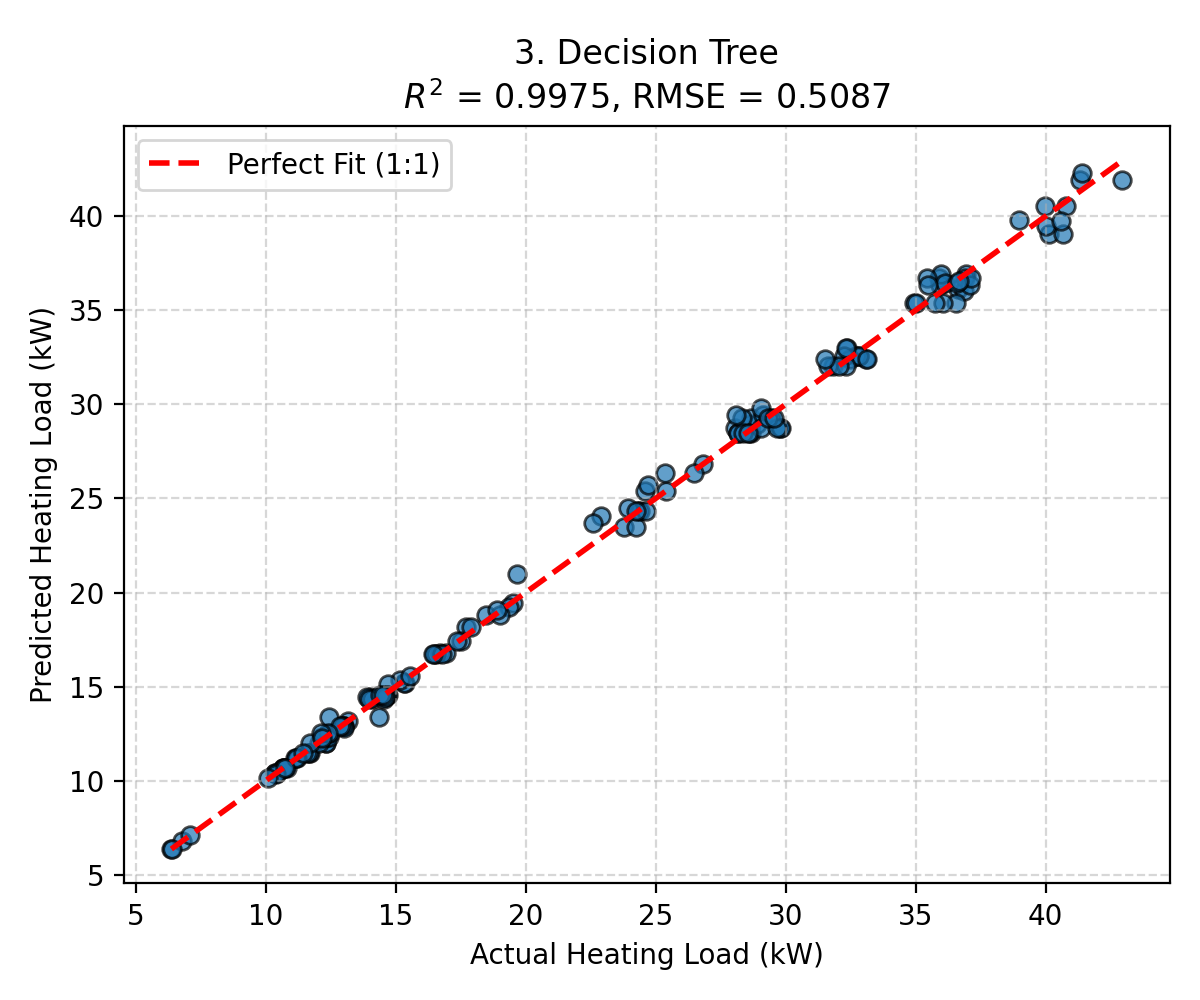 3. Decision Tree
R² = 0.9975, RMSE = 0.5087
Perfect Fit (1:1)
Predicted Heating Load (kW)
40
35
30
25
20
15
10
5
5 10 15 20 25 30 35 40
Actual Heating Load (kW)